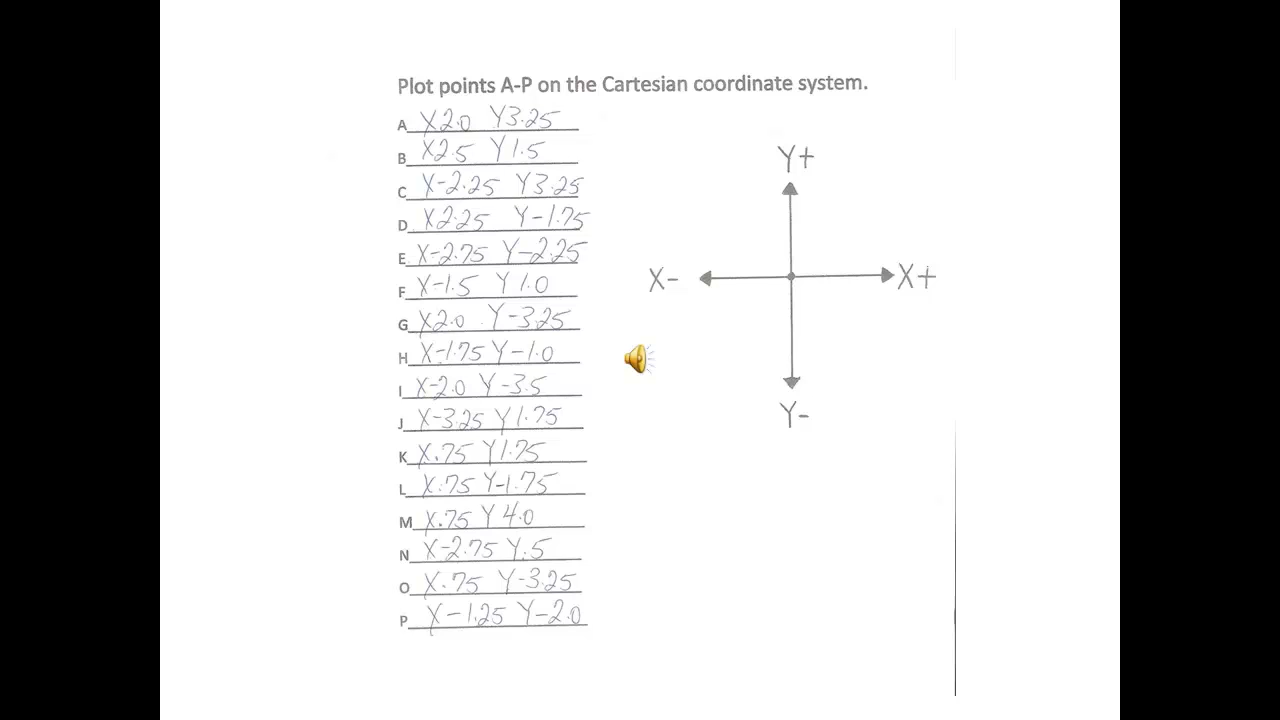 Plot points A-P on the Cartesian coordinate system.
A X2.0 Y3.25
B X2.5 Y1.5
C X-2.25 Y3.25
D X2.25 Y-1.75
E X-2.75 Y-2.25
F X-1.5 Y1.0
G X2.0 Y-3.25
H X-1.75 Y-1.0
I X-2.0 Y-3.5
J X-3.25 Y1.75
K X.75 Y1.75
L X.75 Y-1.75
M X.75 Y4.0
N X-2.75 Y.5
O X.75 Y-3.25
P X-1.25 Y-2.0
Y+
X- X+
Y-